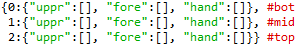 {0:{"uppr":[], "fore":[], "hand":[]}, #bot
1:{"uppr":[], "fore":[], "hand":[]}, #mid
2:{"uppr":[], "fore":[], "hand":[]}} #top